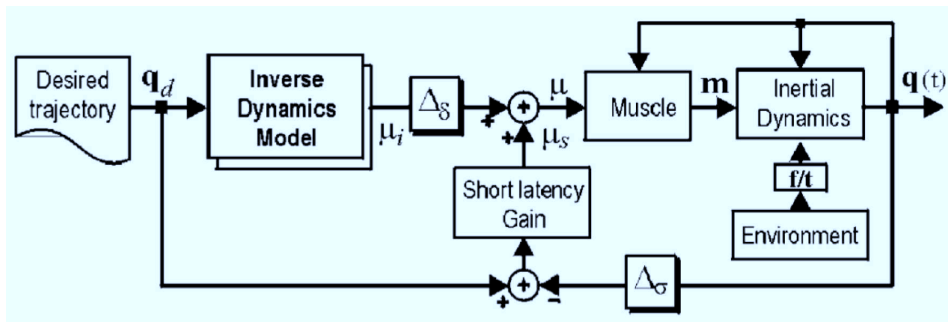 Desired
trajectory
q_d
Inverse
Dynamics
Model
μ_i
Δ_δ
+
+
+
μ
μ_s
Muscle
m
Inertial
Dynamics
q(t)
f/t
Environment
Short latency
Gain
+
+
-
Δ_σ